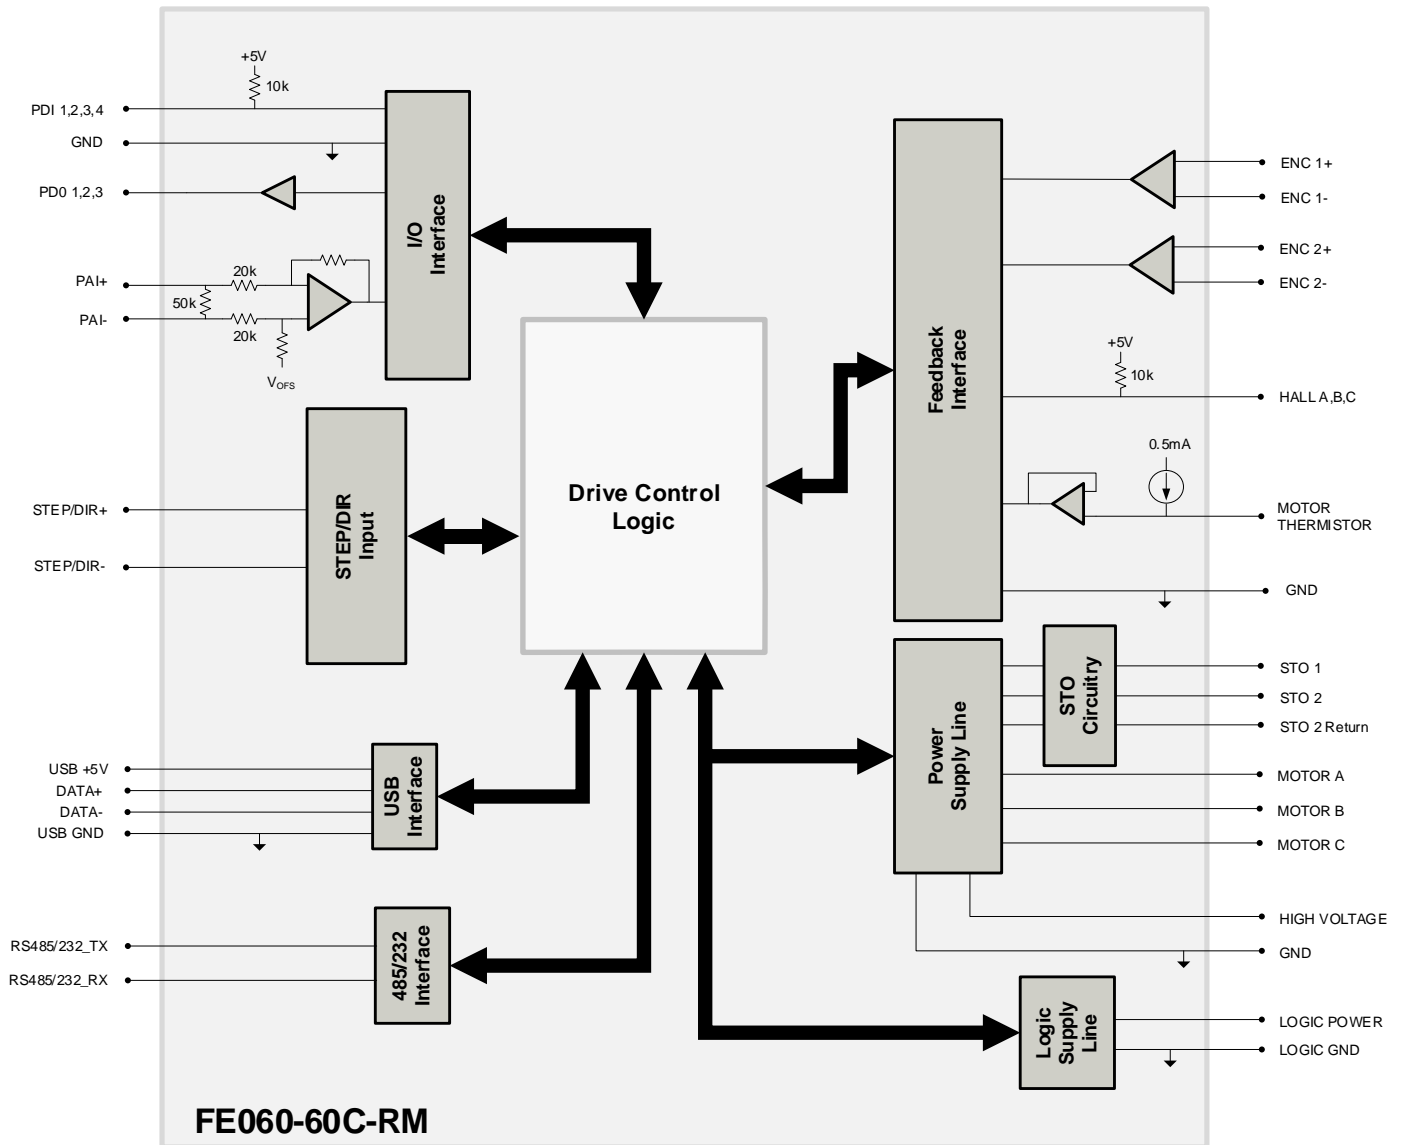 +5V
10k
PDI 1,2,3,4
GND
PD0 1,2,3
PAI+
20k
50k
PAI-
20k
VOFS
I/O
Interface
STEP/DIR+
STEP/DIR-
STEP/DIR
Input
USB +5V
DATA+
DATA-
USB GND
USB
Interface
RS485/232_TX
RS485/232_RX
485/232
Interface
Drive Control
Logic
Feedback
Interface
ENC 1+
ENC 1-
ENC 2+
ENC 2-
+5V
10k
HALL A,B,C
0.5mA
MOTOR
THERMISTOR
GND
Power
Supply Line
STO
Circuitry
STO 1
STO 2
STO 2 Return
MOTOR A
MOTOR B
MOTOR C
HIGH VOLTAGE
GND
Logic
Supply
Line
LOGIC POWER
LOGIC GND
FE060-60C-RM